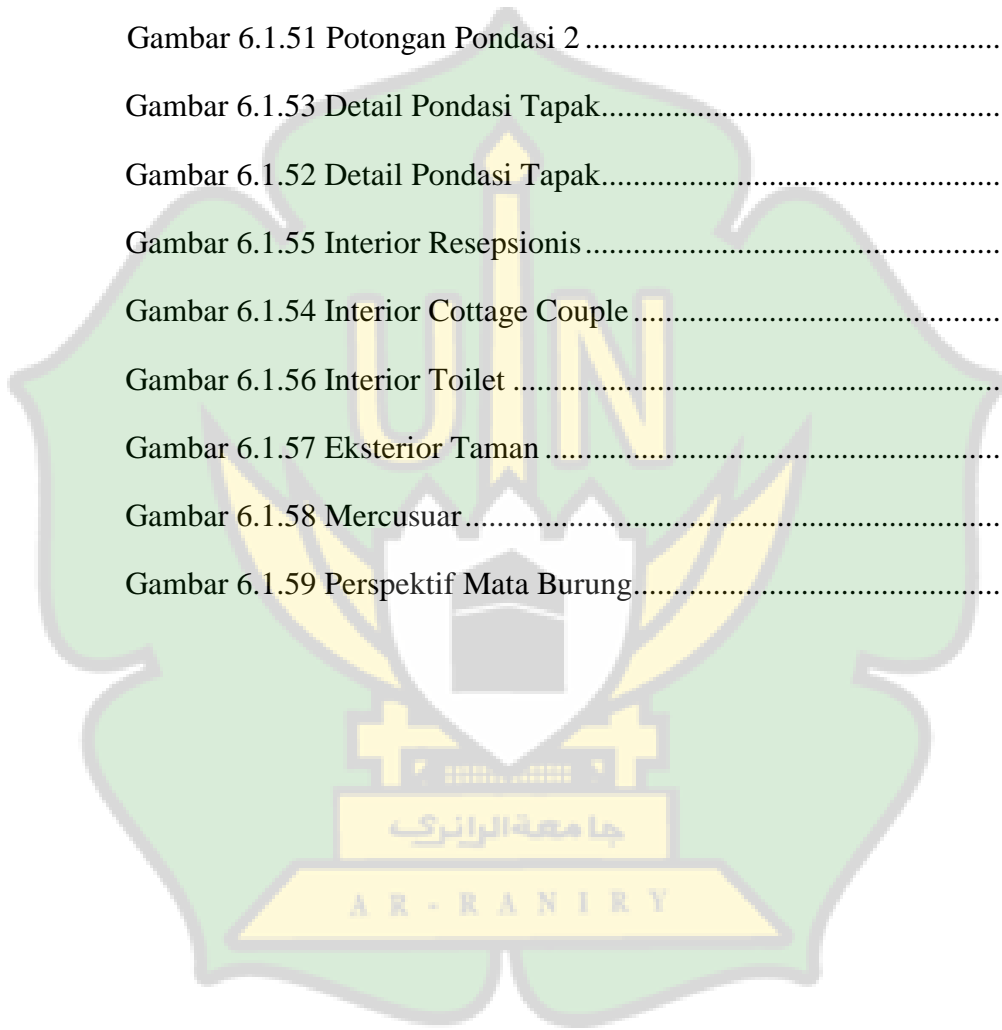 Gambar 6.1.51 Potongan Pondasi 2 ..................................................
Gambar 6.1.53 Detail Pondasi Tapak..................................................
Gambar 6.1.52 Detail Pondasi Tapak..................................................
Gambar 6.1.55 Interior Resepsionis ..................................................
Gambar 6.1.54 Interior Cottage Couple ..............................................
Gambar 6.1.56 Interior Toilet ..........................................................
Gambar 6.1.57 Eksterior Taman ......................................................
Gambar 6.1.58 Mercusuar................................................................
Gambar 6.1.59 Perspektif Mata Burung..............................................
UIN
جامعة الرانري
AR-RANIRY